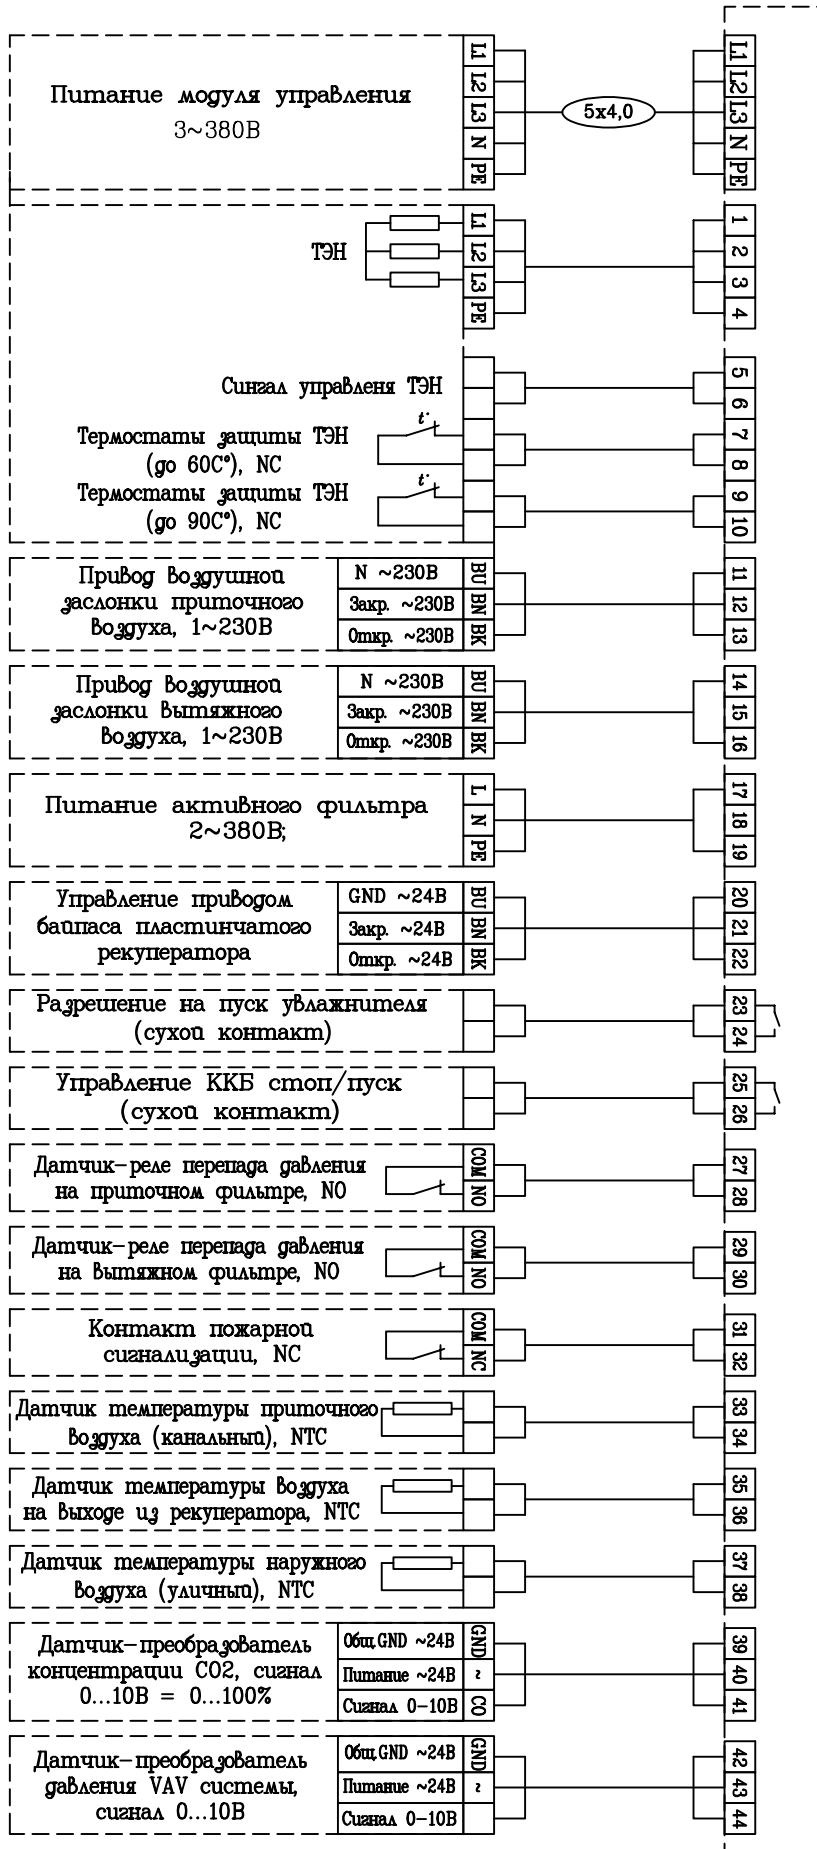 Питание модуля управления
3~380В
L1
L2
L3
N
PE
5х4,0
L1
L2
L3
N
PE
ТЭН
L1
L2
L3
PE
1
2
3
4
Сингал управленя ТЭН
5
6
Термостаты защиты ТЭН
(до 60С°), NC
t°
7
8
Термостаты защиты ТЭН
(до 90С°), NC
t°
9
10
Привод воздушной
заслонки приточного
воздуха, 1~230В
N ~230В
Закр. ~230В
Откр. ~230В
BU
BN
BK
11
12
13
Привод воздушной
заслонки вытяжного
воздуха, 1~230В
N ~230В
Закр. ~230В
Откр. ~230В
BU
BN
BK
14
15
16
Питание активного фильтра
2~380В;
L
N
PE
17
18
19
Управление приводом
байпаса пластинчатого
рекуператора
GND ~24В
Закр. ~24В
Откр. ~24В
BU
BN
BK
20
21
22
Разрешение на пуск увлажнителя
(сухой контакт)
23
24
Управление ККБ стоп/пуск
(сухой контакт)
25
26
Датчик-реле перепада давления
на приточном фильтре, NO
COM
NO
27
28
Датчик-реле перепада давления
на вытяжном фильтре, NO
COM
NO
29
30
Контакт пожарной
сигнализации, NC
COM
NC
31
32
Датчик температуры приточного
воздуха (канальный), NTC
33
34
Датчик температуры воздуха
на выходе из рекуператора, NTC
35
36
Датчик температуры наружного
воздуха (уличный), NTC
37
38
Датчик-преобразователь
концентрации СО2, сигнал
0...10В = 0...100%
Общ.GND ~24В
Питание ~24В
Сигнал 0-10В
GND
~
CO
39
40
41
Датчик-преобразователь
давления VAV системы,
сигнал 0...10В
Общ.GND ~24В
Питание ~24В
Сигнал 0-10В
GND
~
42
43
44